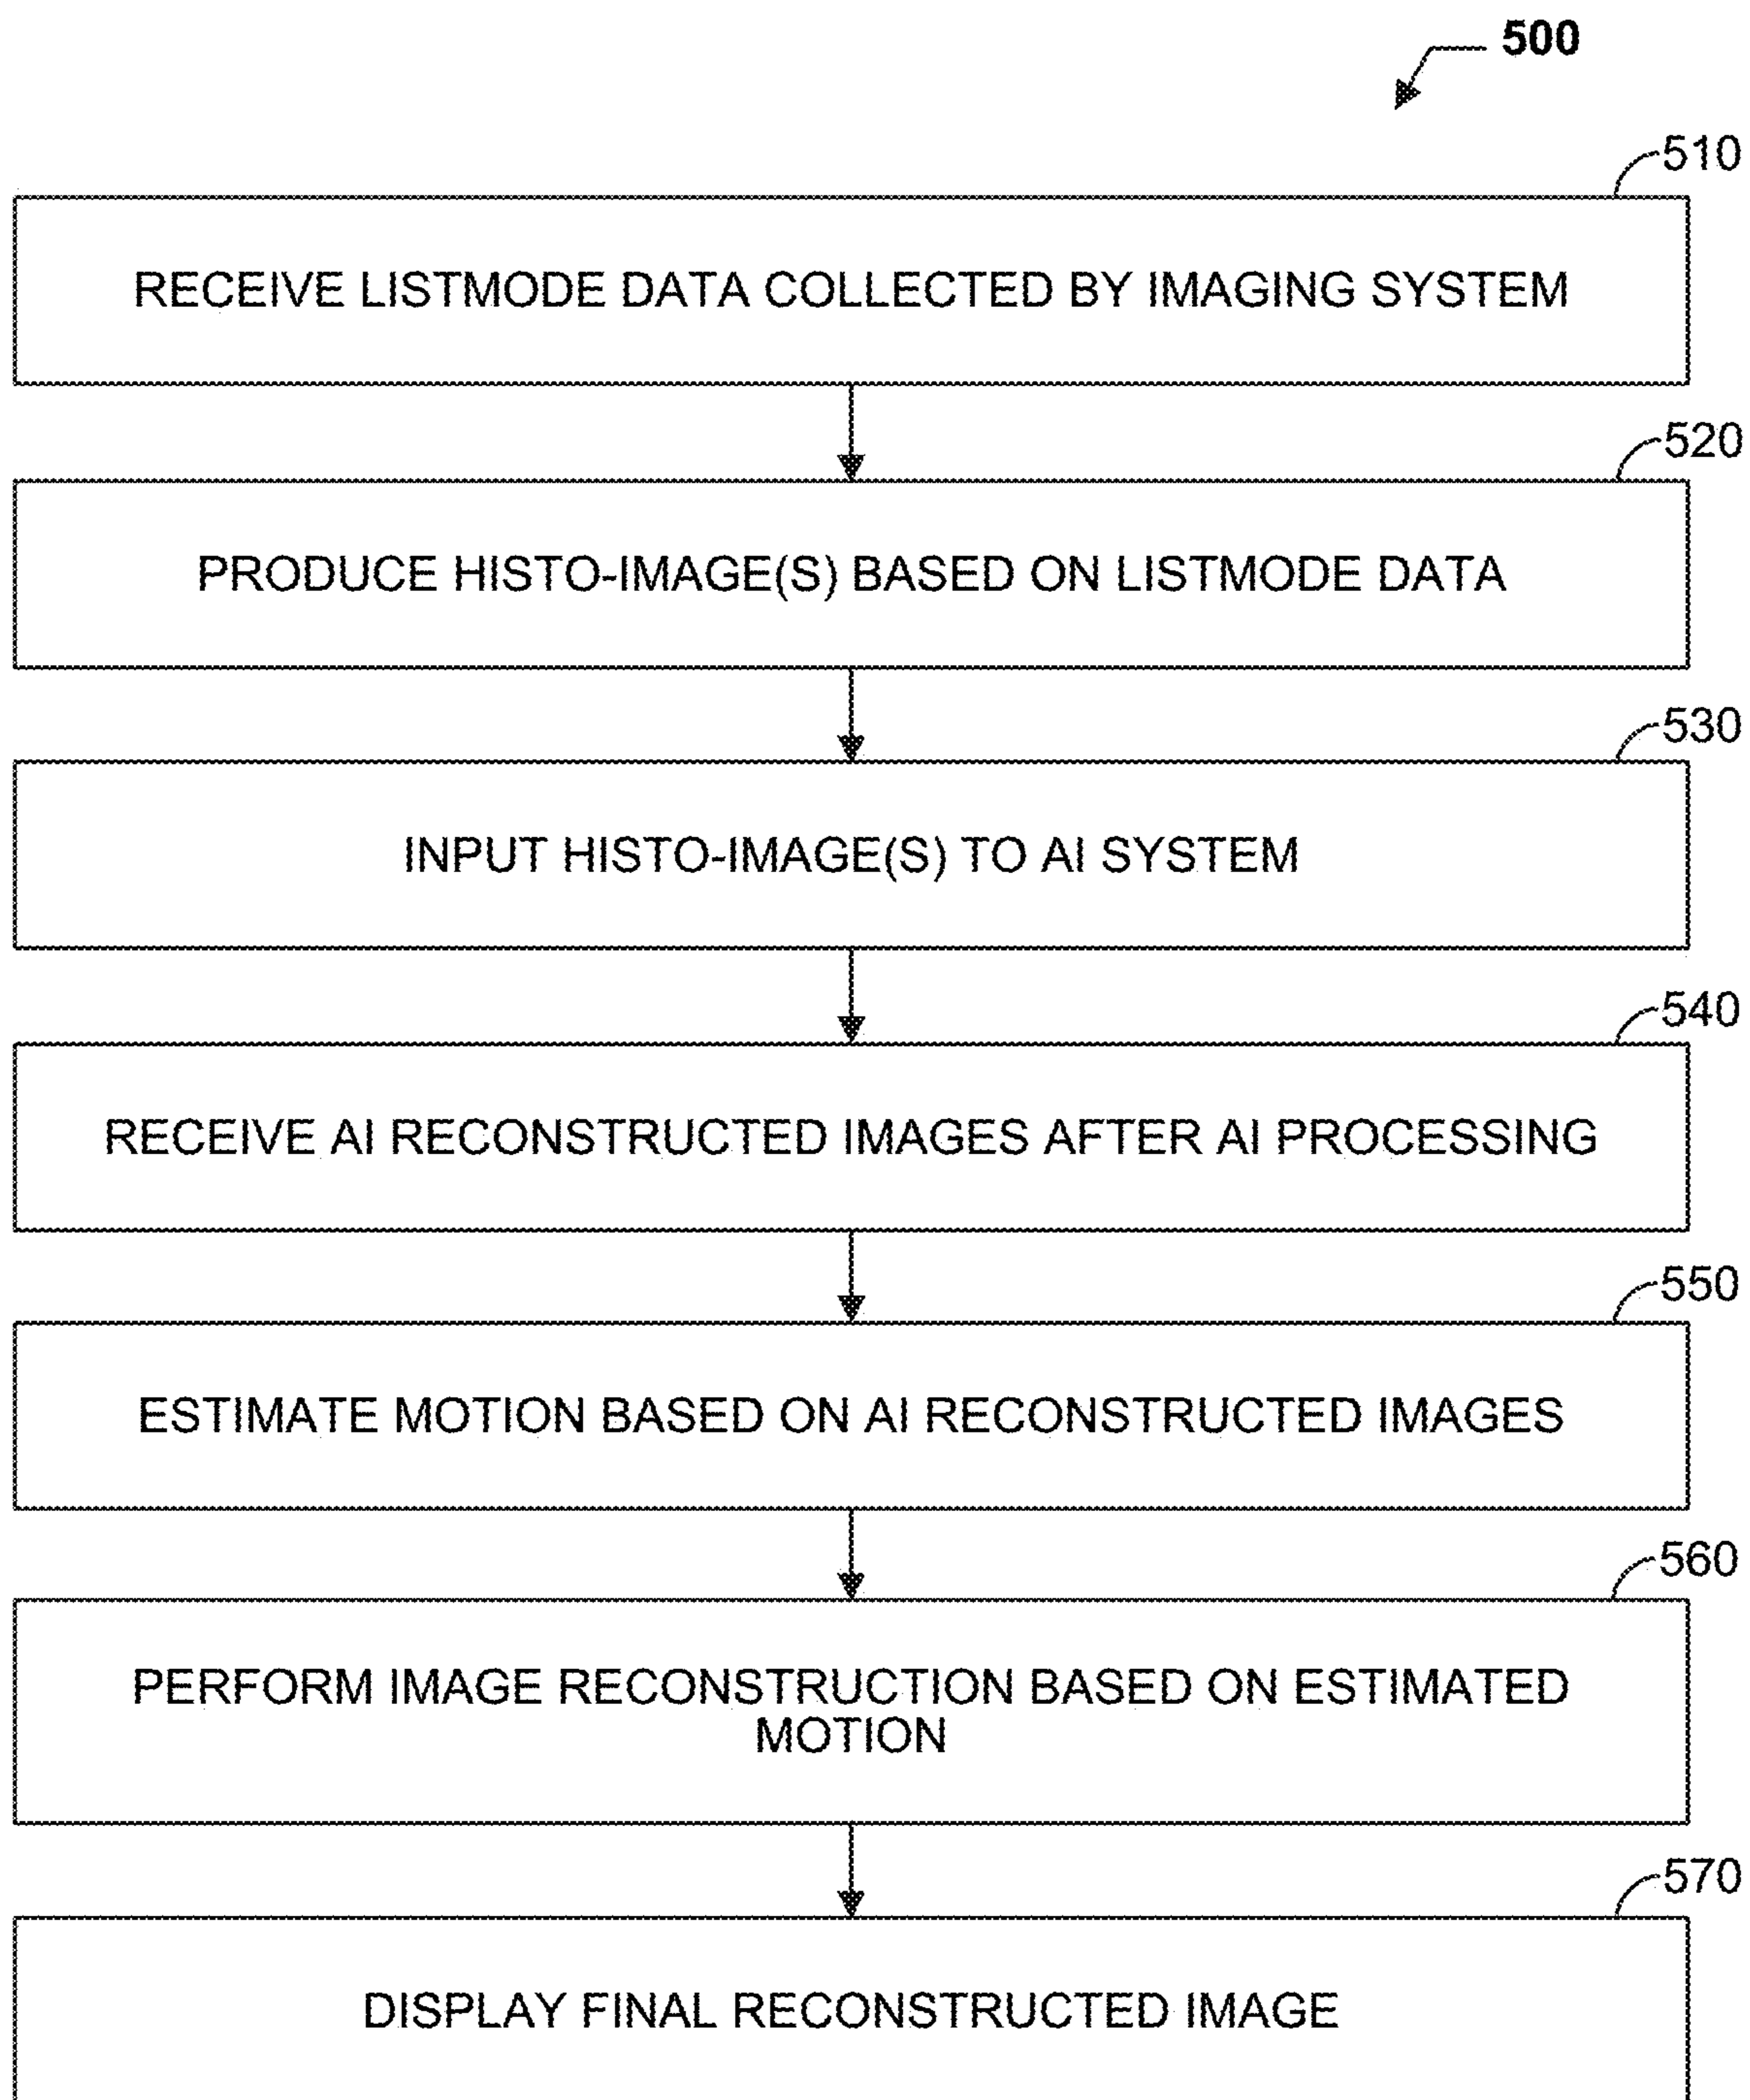 500
510
RECEIVE LISTMODE DATA COLLECTED BY IMAGING SYSTEM
520
PRODUCE HISTO-IMAGE(S) BASED ON LISTMODE DATA
530
INPUT HISTO-IMAGE(S) TO AI SYSTEM
540
RECEIVE AI RECONSTRUCTED IMAGES AFTER AI PROCESSING
550
ESTIMATE MOTION BASED ON AI RECONSTRUCTED IMAGES
560
PERFORM IMAGE RECONSTRUCTION BASED ON ESTIMATED
MOTION
570
DISPLAY FINAL RECONSTRUCTED IMAGE